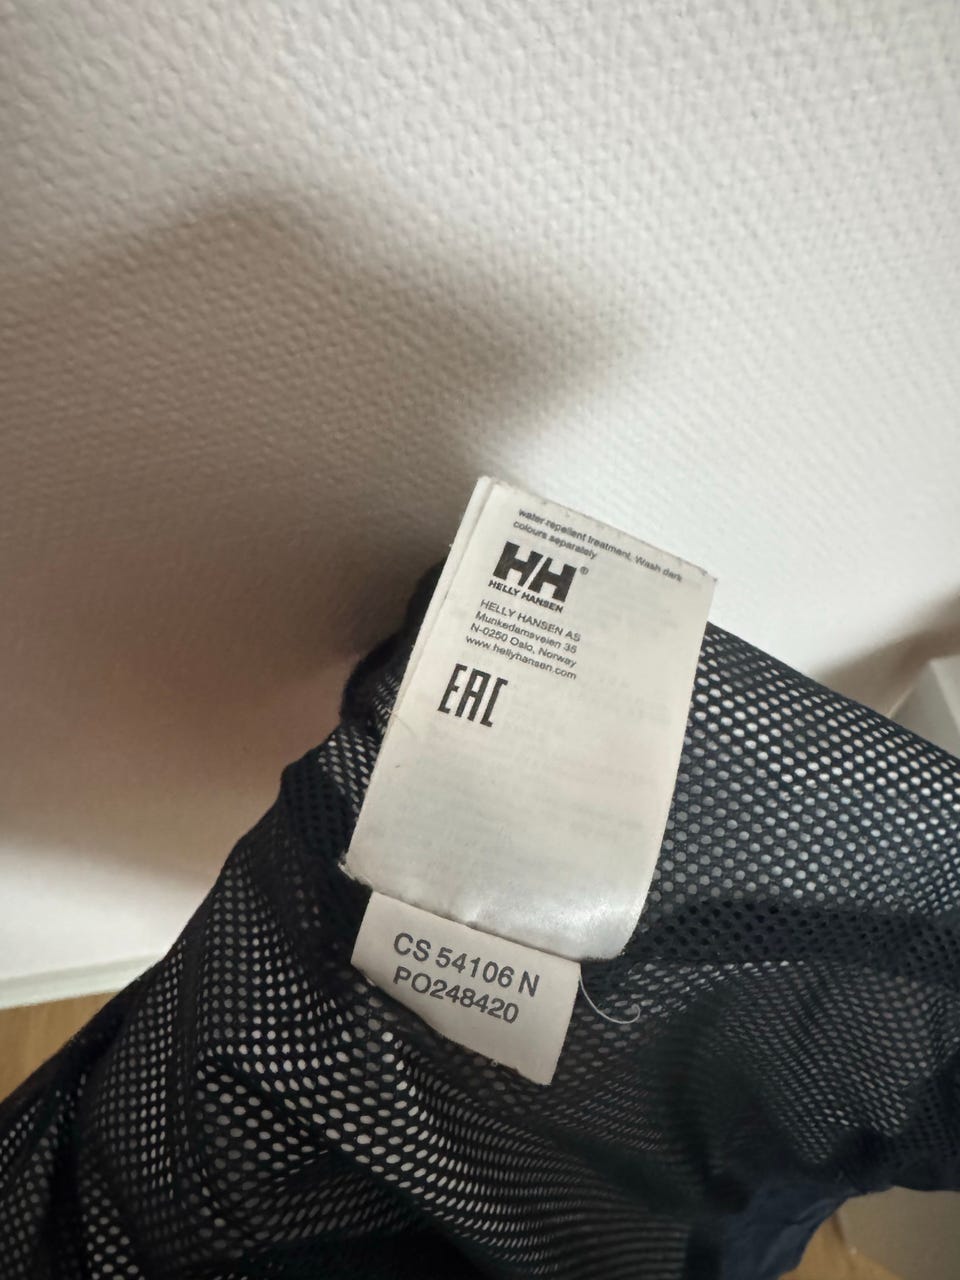 water repellent treatment. Wash dark
colours separately
HH®
HELLY HANSEN
HELLY HANSEN AS
Munkedamsveien 35
N-0250 Oslo, Norway
www.hellyhansen.com
EAC
CS 54106 N
PO248420